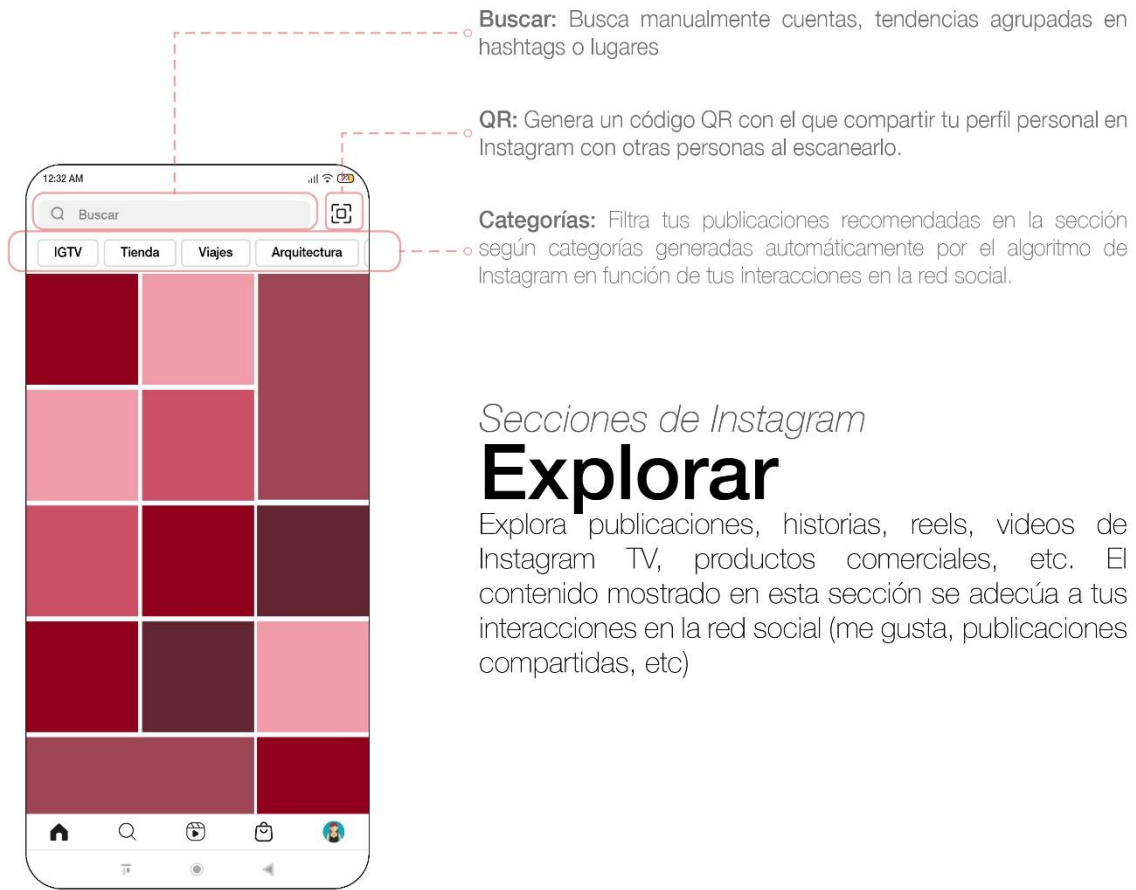 Buscar: Busca manualmente cuentas, tendencias agrupadas en
hashtags o lugares
QR: Genera un código QR con el que compartir tu perfil personal en
Instagram con otras personas al escanearlo.
Categorías: Filtra tus publicaciones recomendadas en la sección
según categorías generadas automáticamente por el algoritmo de
Instagram en función de tus interacciones en la red social.
12:32 AM
Buscar
IGTV Tienda Viajes Arquitectura
Secciones de Instagram
Explorar
Explora publicaciones, historias, reels, videos de
Instagram TV, productos comerciales, etc. El
contenido mostrado en esta sección se adecúa a tus
interacciones en la red social (me gusta, publicaciones
compartidas, etc)